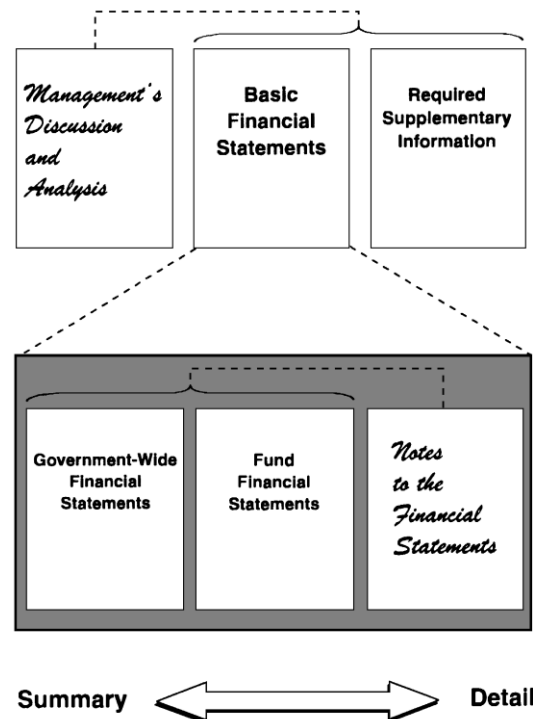 Management's
Discussion
and
Analysis
Basic
Financial
Statements
Required
Supplementary
Information
Government-Wide
Financial
Statements
Fund
Financial
Statements
Notes
to the
Financial
Statements
Summary
Detail